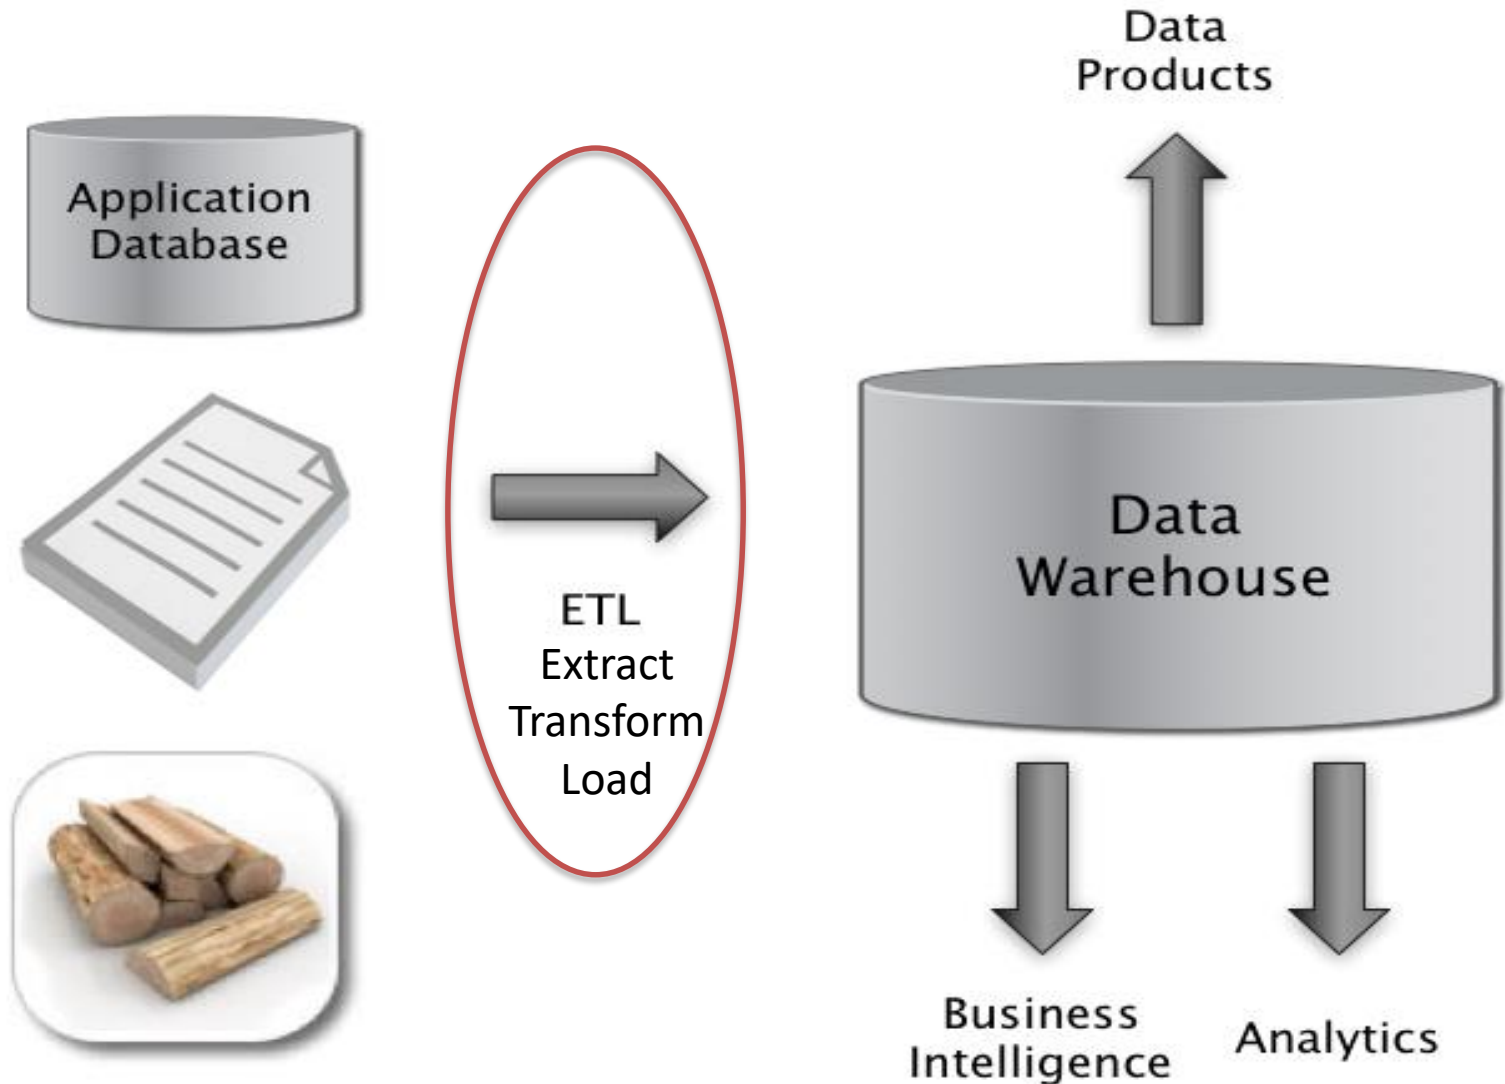 Data
Products
Application
Database
ETL
Extract
Transform
Load
Data
Warehouse
Business
Intelligence
Analytics